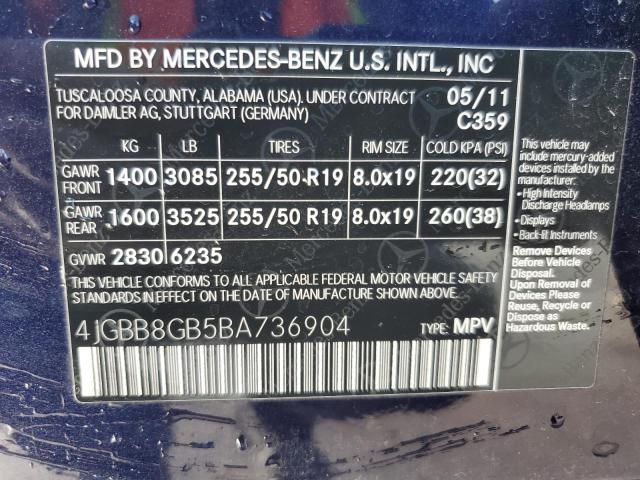 MFD BY MERCEDES-BENZ U.S. INTL., INC
TUSCALOOSA COUNTY, ALABAMA (USA). UNDER CONTRACT 05/11
FOR DAIMLER AG, STUTTGART (GERMANY) C359
KG LB TIRES RIM SIZE COLD KPA (PSI)
GAWR FRONT 1400 3085 255/50 R19 8.0x19 220(32)
GAWR REAR 1600 3525 255/50 R19 8.0x19 260(38)
GVWR 2830 6235
THIS VEHICLE CONFORMS TO ALL APPLICABLE FEDERAL MOTOR VEHICLE SAFETY
STANDARDS IN EFFECT ON THE DATE OF MANUFACTURE SHOWN ABOVE.
4JGBB8GB5BA736904 TYPE: MPV
This vehicle may
include mercury-added
devices installed by the
manufacturer:
• High Intensity
Discharge Headlamps
• Displays
• Back-lit Instruments
Remove Devices
Before Vehicle
Disposal.
Upon Removal of
Devices Please
Reuse, Recycle or
Dispose as
Hazardous Waste.